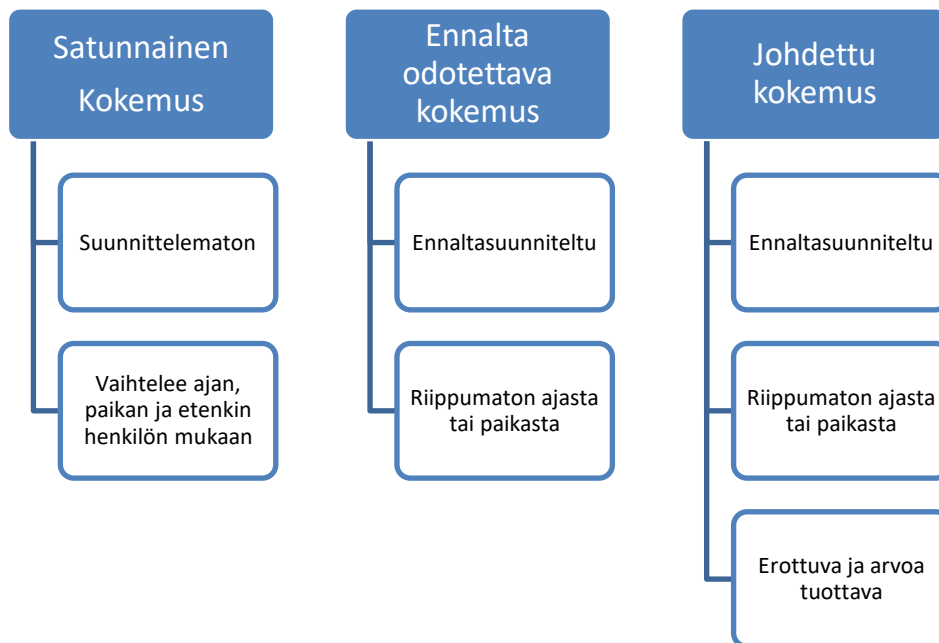 Satunnainen
Kokemus
Suunnittelematon
Vaihtelee ajan,
paikan ja etenkin
henkilön mukaan
Ennalta
odotettava
kokemus
Ennaltasuunniteltu
Riippumaton ajasta
tai paikasta
Johdettu
kokemus
Ennaltasuunniteltu
Riippumaton ajasta
tai paikasta
Erottuva ja arvoa
tuottava